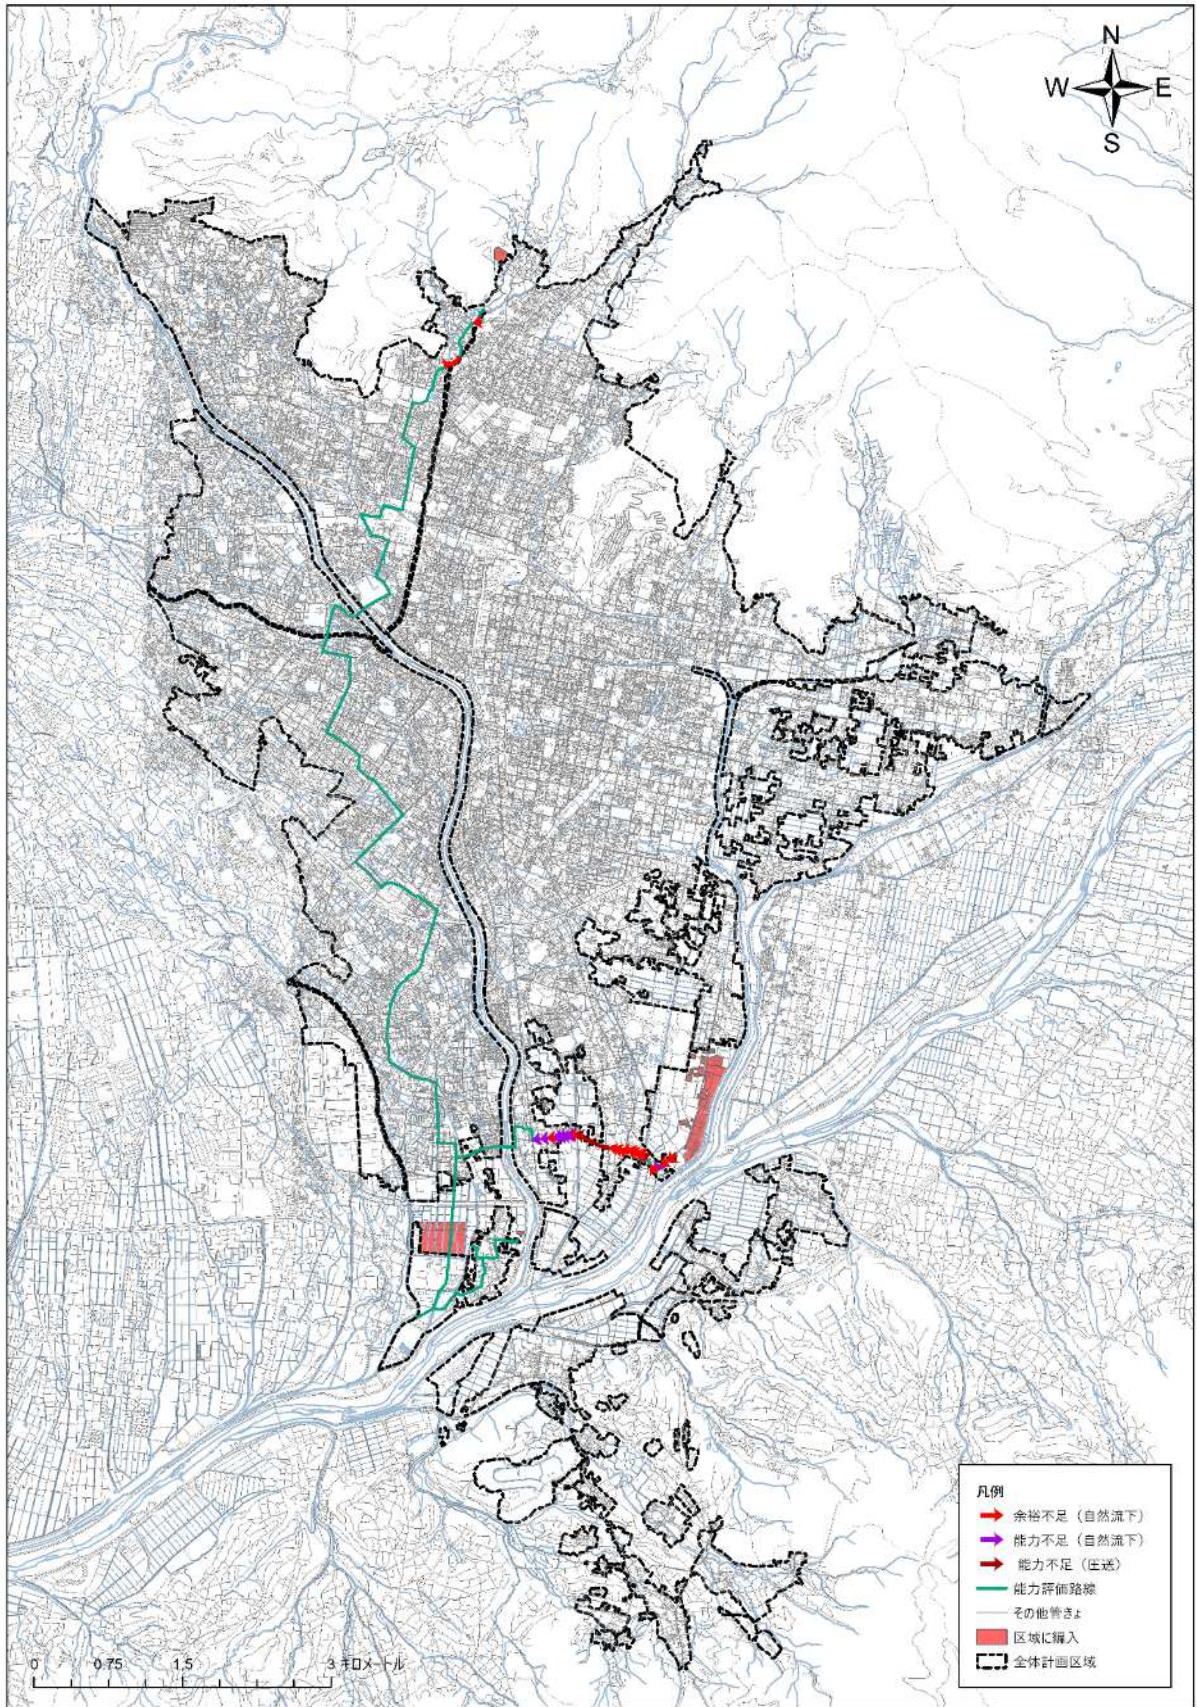 N
W E
S
凡例
余裕不足（自然流下）
能力不足（自然流下）
能力不足（圧送）
能力評価路線
その他管きょ
区域に編入
全体計画区域
0 0.75 1.5 3 キロメートル